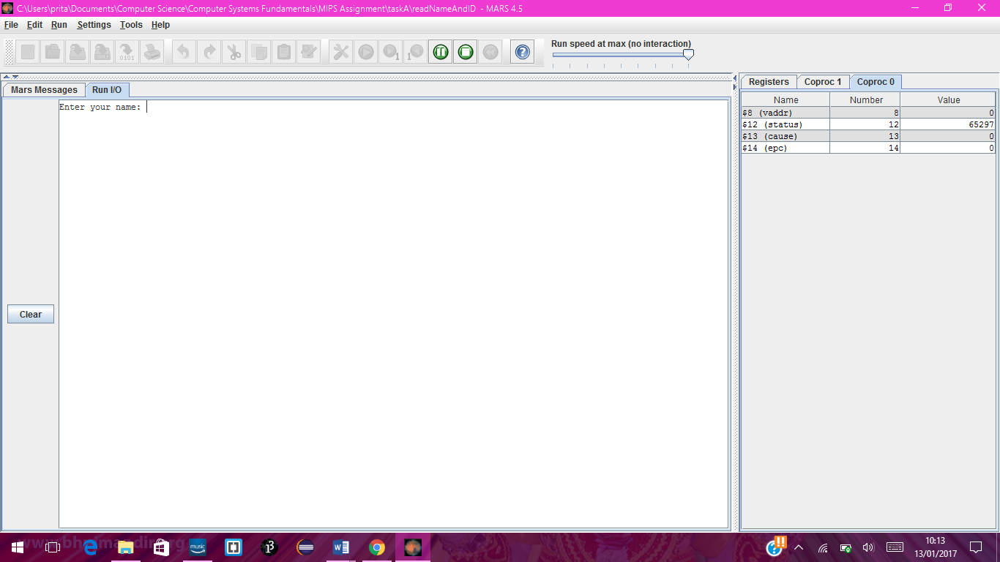 C:\Users\prita\Documents\Computer Science\Computer Systems Fundamentals\MIPS Assignment\taskA\readNameAndID - MARS 4.5
File Edit Run Settings Tools Help
Run speed at max (no interaction)
0101
1
1
?
Mars Messages Run I/O
Enter your name:
Clear
Registers Coproc 1 Coproc 0
Name Number Value
$8 (vaddr) 8 0
$12 (status) 12 65297
$13 (cause) 13 0
$14 (epc) 14 0
music
10:13
13/01/2017